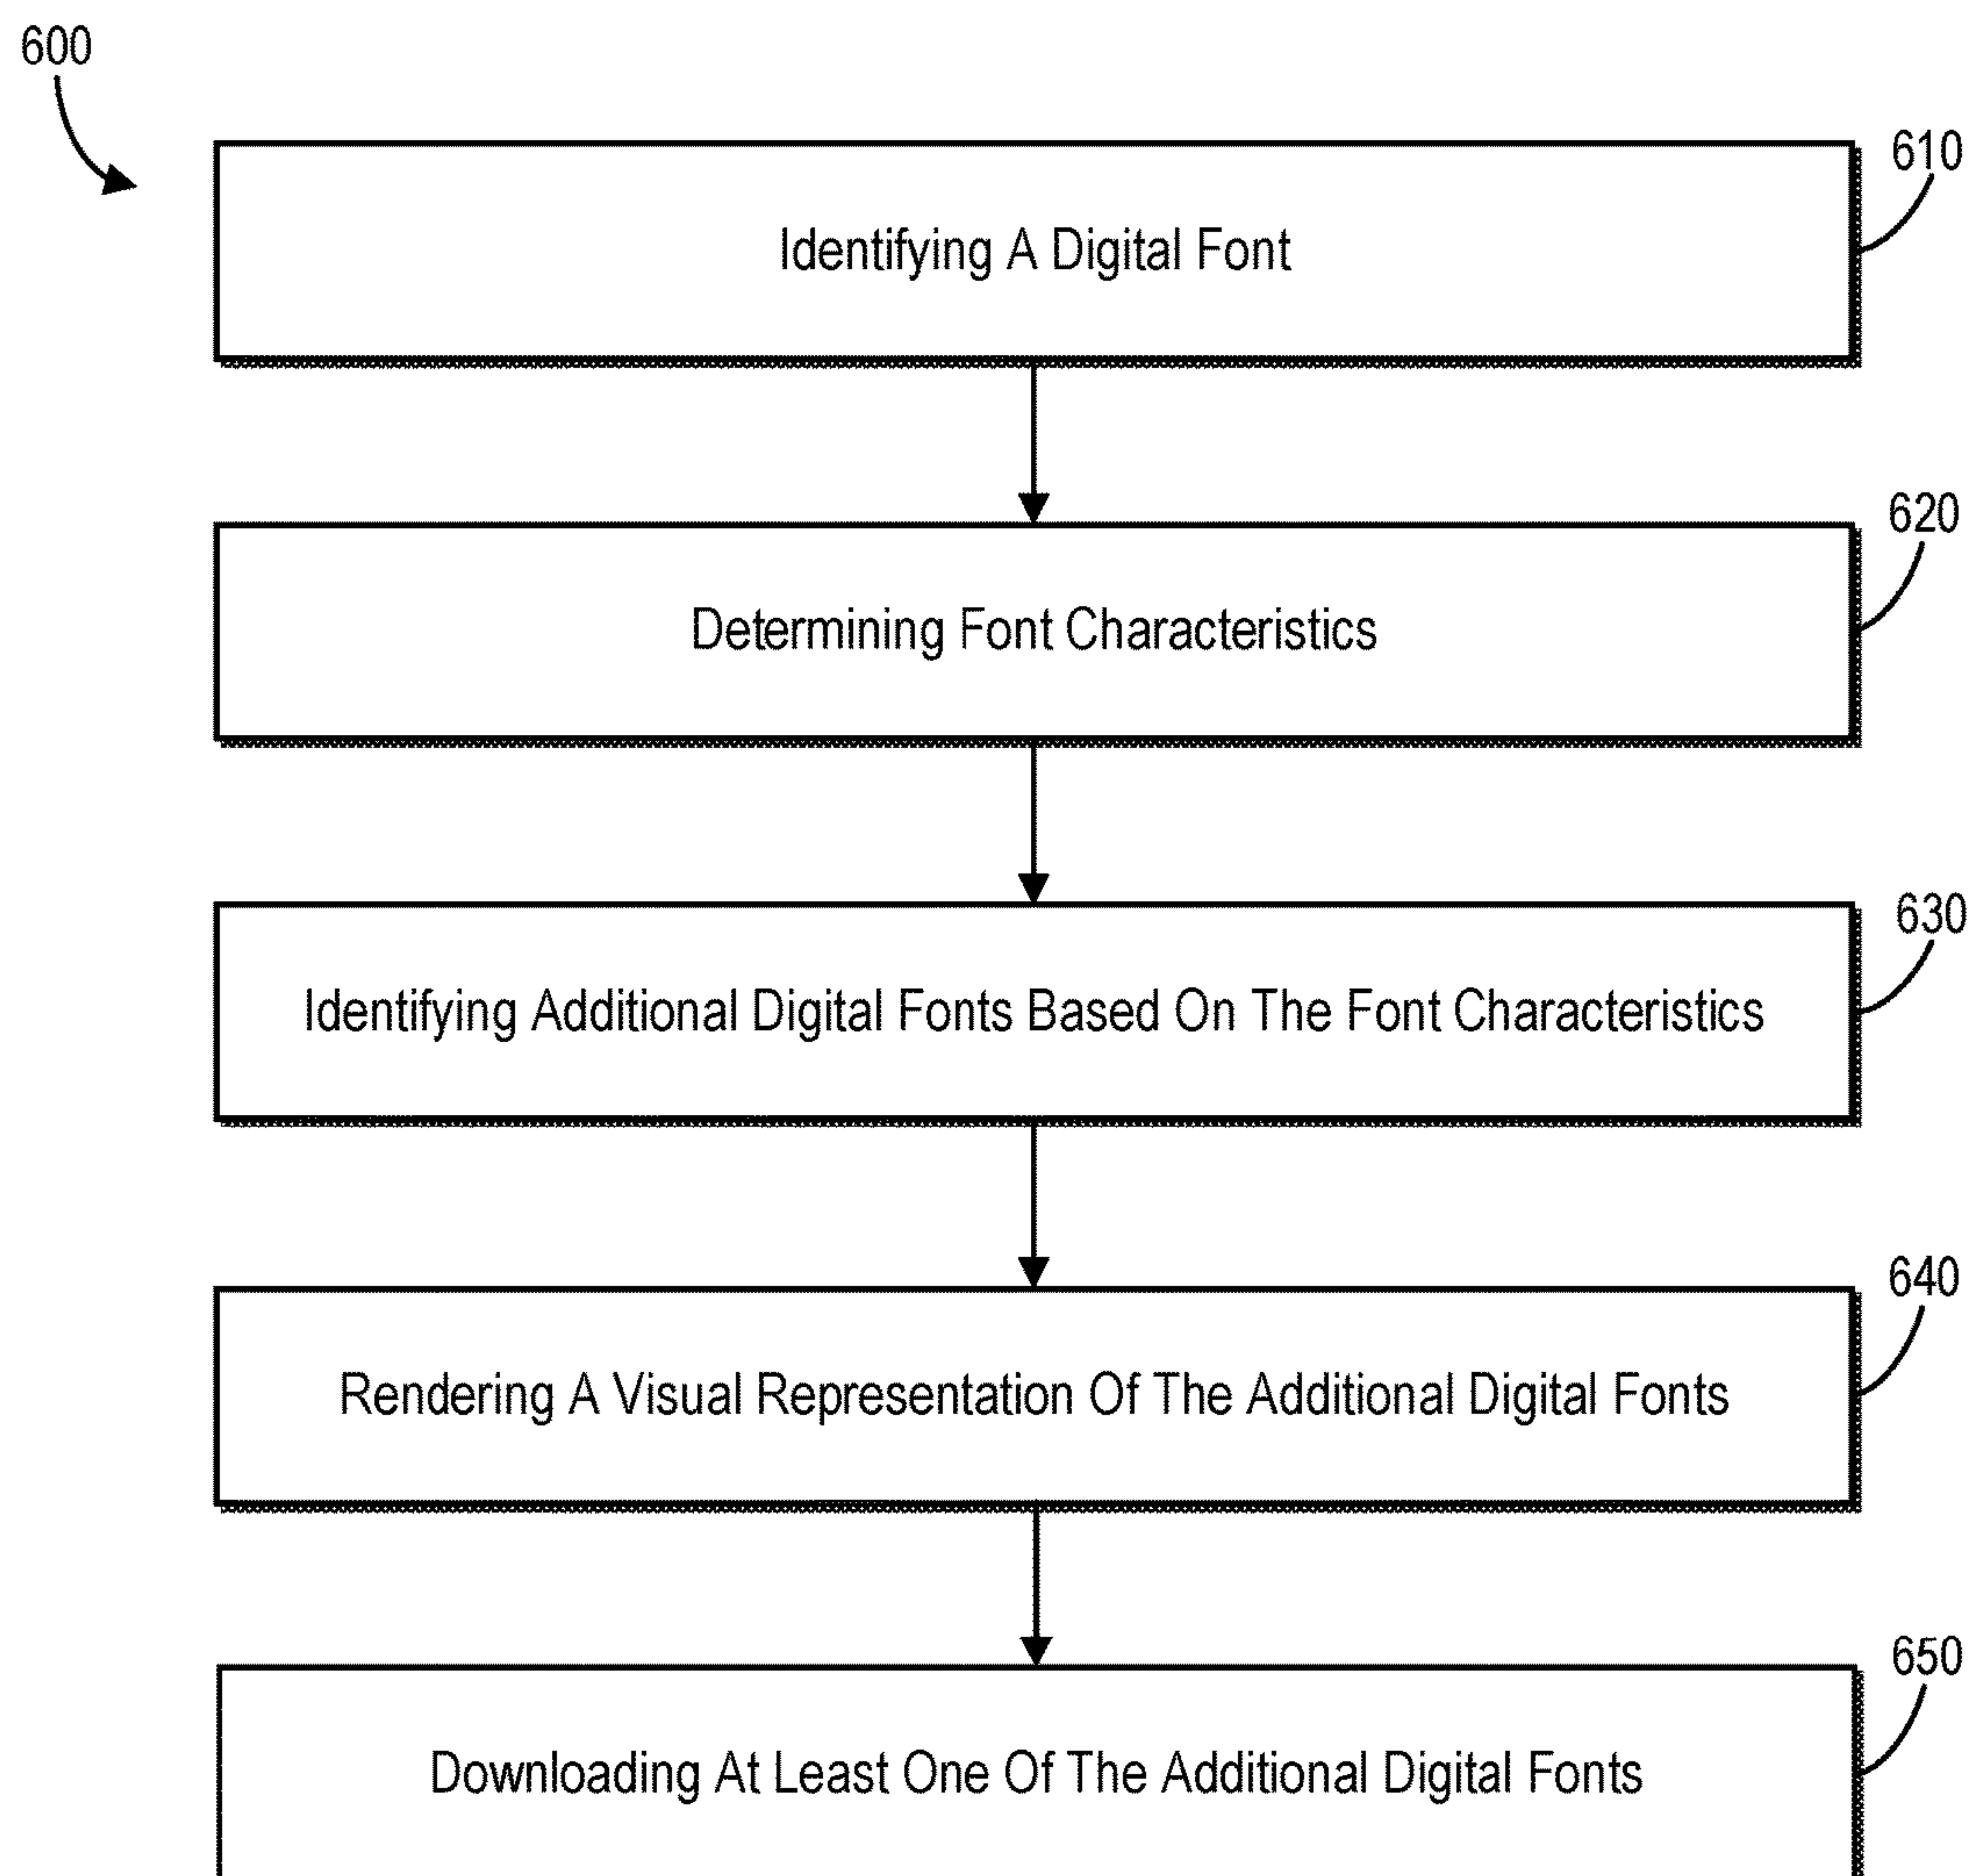 600
610
Identifying A Digital Font
620
Determining Font Characteristics
630
Identifying Additional Digital Fonts Based On The Font Characteristics
640
Rendering A Visual Representation Of The Additional Digital Fonts
650
Downloading At Least One Of The Additional Digital Fonts